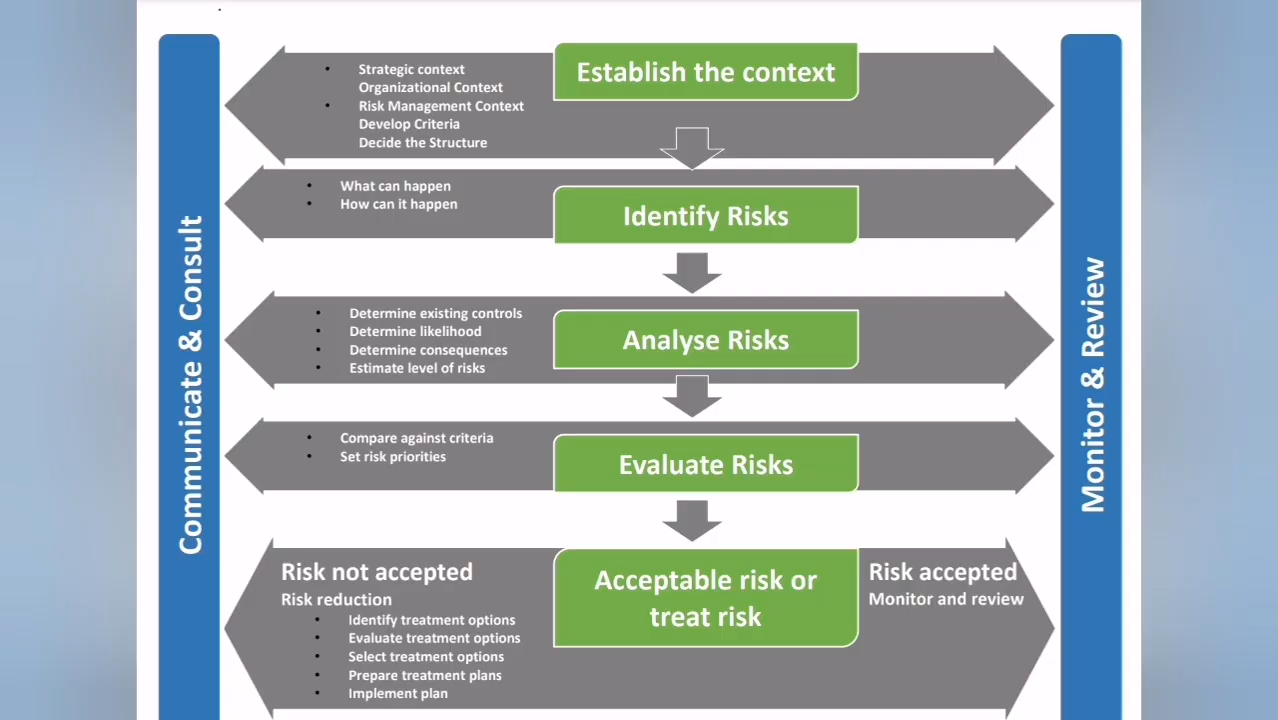 Communicate & Consult
Establish the context
• Strategic context
Organizational Context
• Risk Management Context
Develop Criteria
Decide the Structure
Identify Risks
• What can happen
• How can it happen
Analyse Risks
• Determine existing controls
• Determine likelihood
• Determine consequences
• Estimate level of risks
Evaluate Risks
• Compare against criteria
• Set risk priorities
Acceptable risk or
treat risk
Risk not accepted
Risk reduction
• Identify treatment options
• Evaluate treatment options
• Select treatment options
• Prepare treatment plans
• Implement plan
Risk accepted
Monitor and review
Monitor & Review